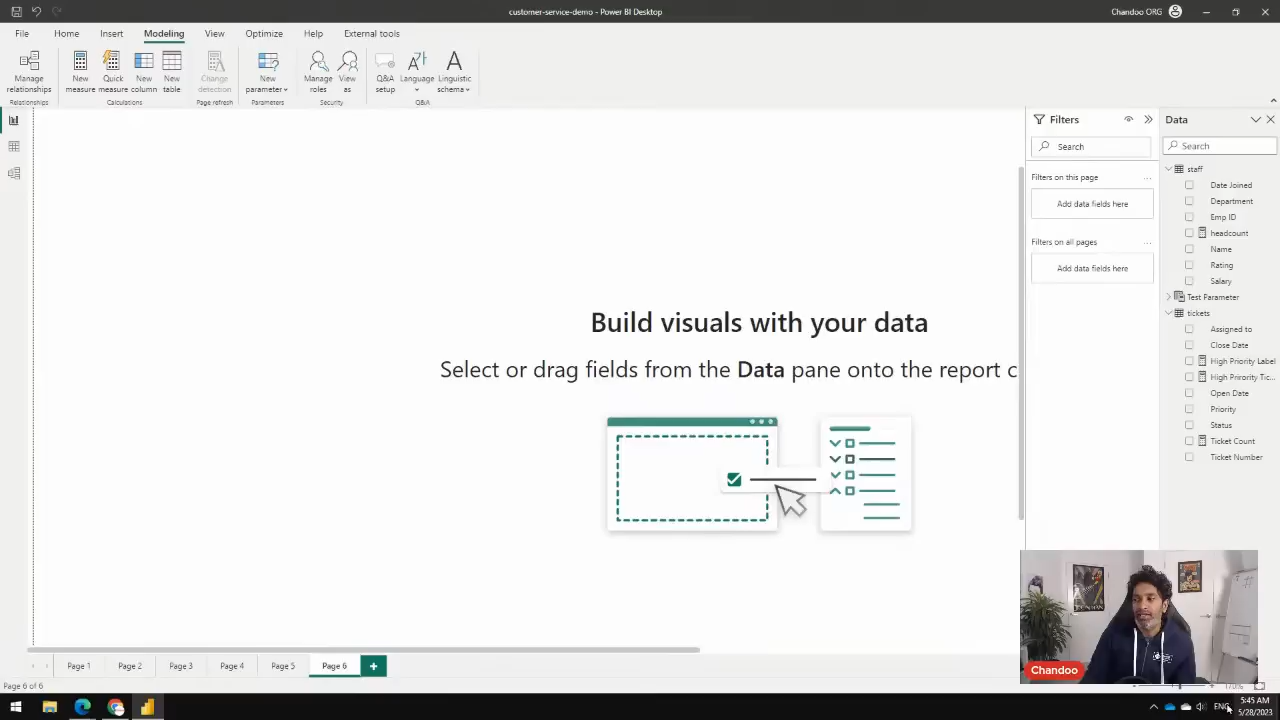 customer-service-demo - Power BI Desktop
Chandoo ORG
File Home Insert Modeling View Optimize Help External tools
Manage relationships
New measure
Quick measure
New column
New table
Change detection
New parameter
Manage roles
View as
Q&A setup
Language
Linguistic schema
Relationships
Calculations
Page refresh
Parameters
Security
Q&A
Filters
Search
Filters on this page
...
Add data fields here
Filters on all pages
...
Add data fields here
Data
Search
staff
Date Joined
Department
Emp ID
headcount
Name
Rating
Salary
Test Parameter
tickets
Assigned to
Close Date
High Priority Label
High Prirority Tic...
Open Date
Priority
Status
Ticket Count
Ticket Number
Build visuals with your data
Select or drag fields from the Data pane onto the report c
Chandoo
Page 1 Page 2 Page 3 Page 4 Page 5 Page 6 +
Page 6 of 6
170%
ENG
5:45 AM
5/28/2023